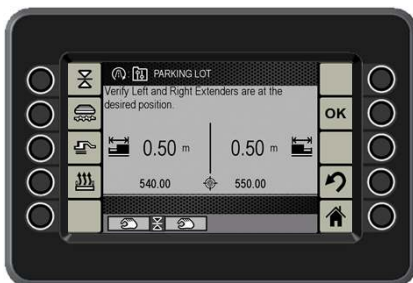 PARKING LOT
Verify Left and Right Extenders are at the
desired position.
OK
0.50 m 0.50 m
540.00 550.00